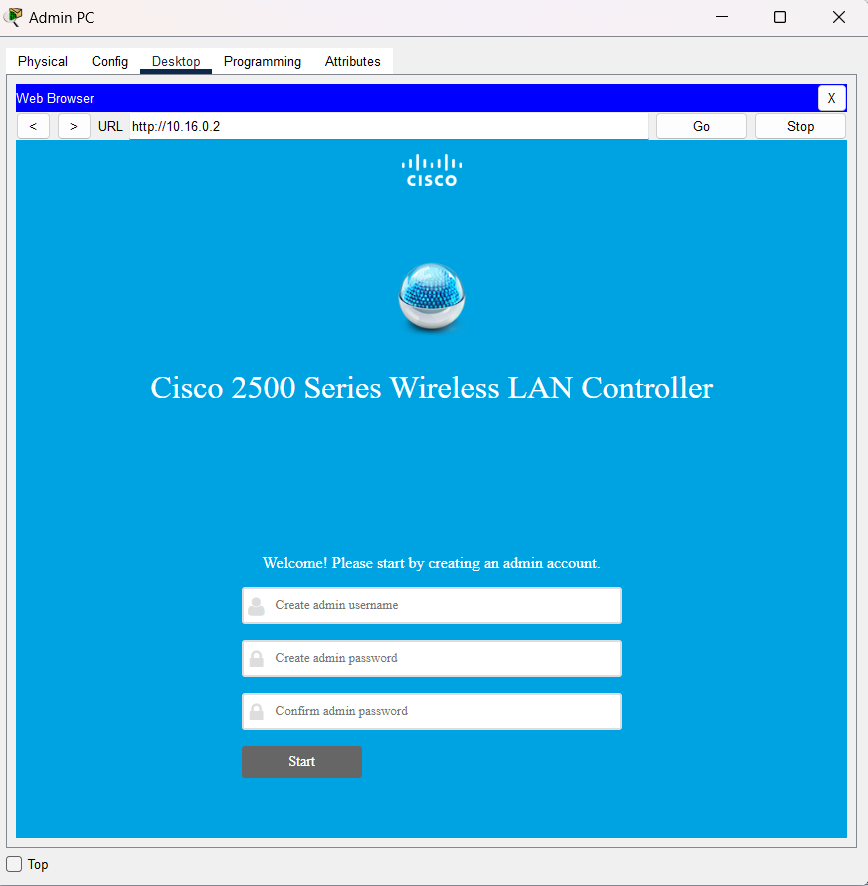 Admin PC
Physical Config Desktop Programming Attributes
Web Browser X
< > URL http://10.16.0.2 Go Stop
CISCO
Cisco 2500 Series Wireless LAN Controller
Welcome! Please start by creating an admin account.
Create admin username
Create admin password
Confirm admin password
Start
Top